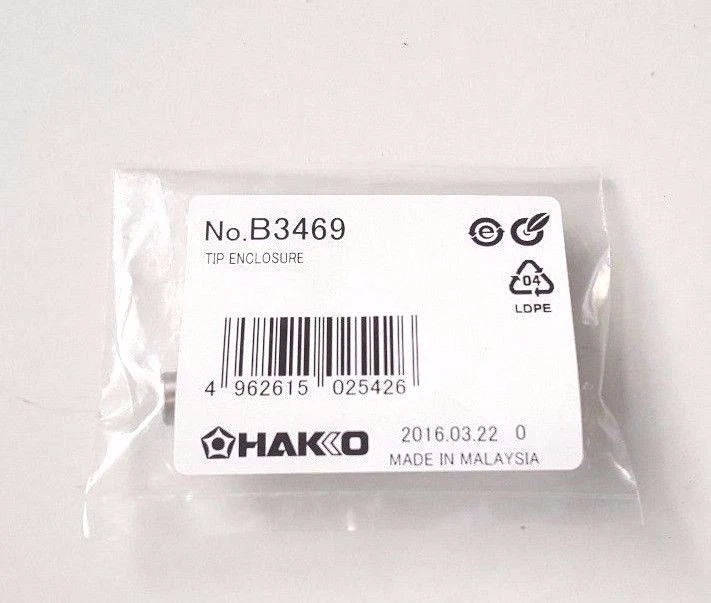 No.B3469
TIP ENCLOSURE
e
04
LDPE
4 962615 025426
HAKKO
2016.03.22 0
MADE IN MALAYSIA